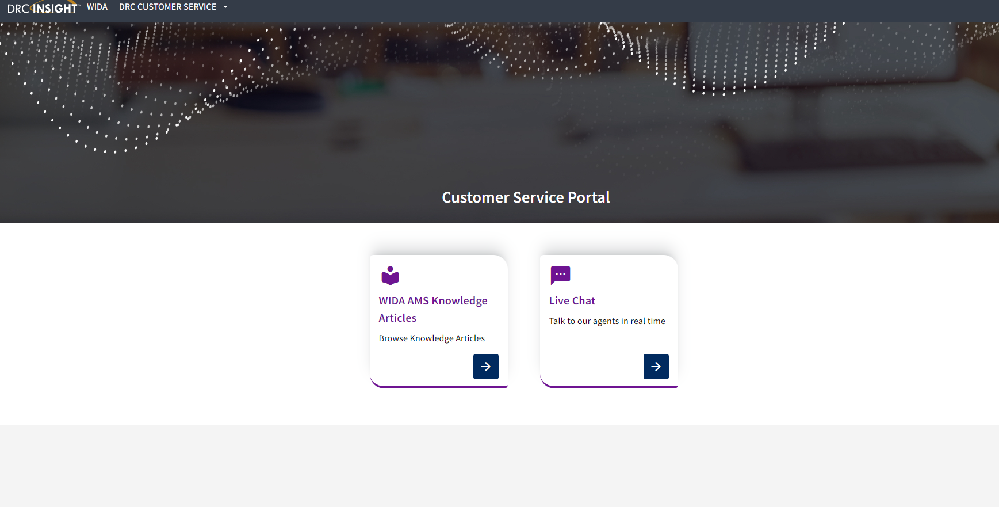 DRC INSIGHT WIDA DRC CUSTOMER SERVICE
Customer Service Portal
WIDA AMS Knowledge
Articles
Browse Knowledge Articles
Live Chat
Talk to our agents in real time